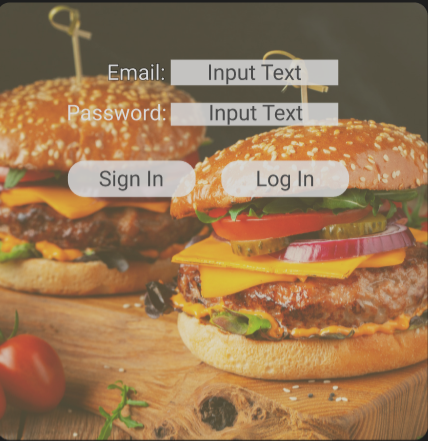 Email: Input Text
Password: Input Text
Sign In Log In